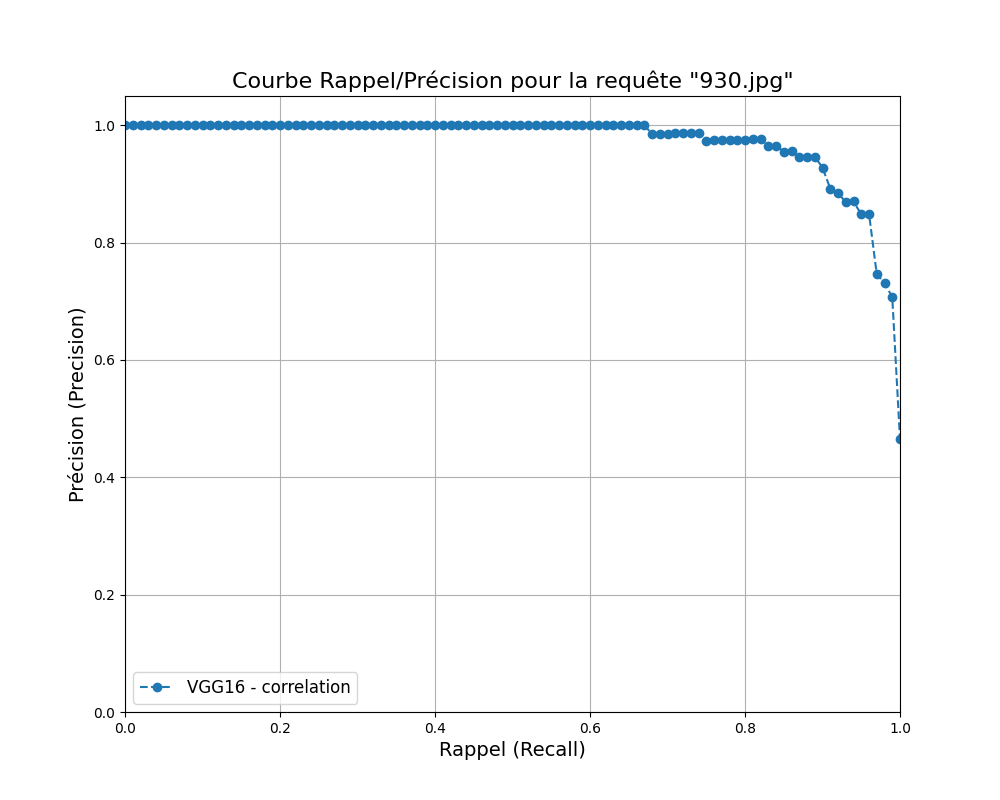 Courbe Rappel/Précision pour la requête "930.jpg"
Précision (Precision)
1.0
0.8
0.6
0.4
0.2
0.0
VGG16 - correlation
0.0 0.2 0.4 0.6 0.8 1.0
Rappel (Recall)